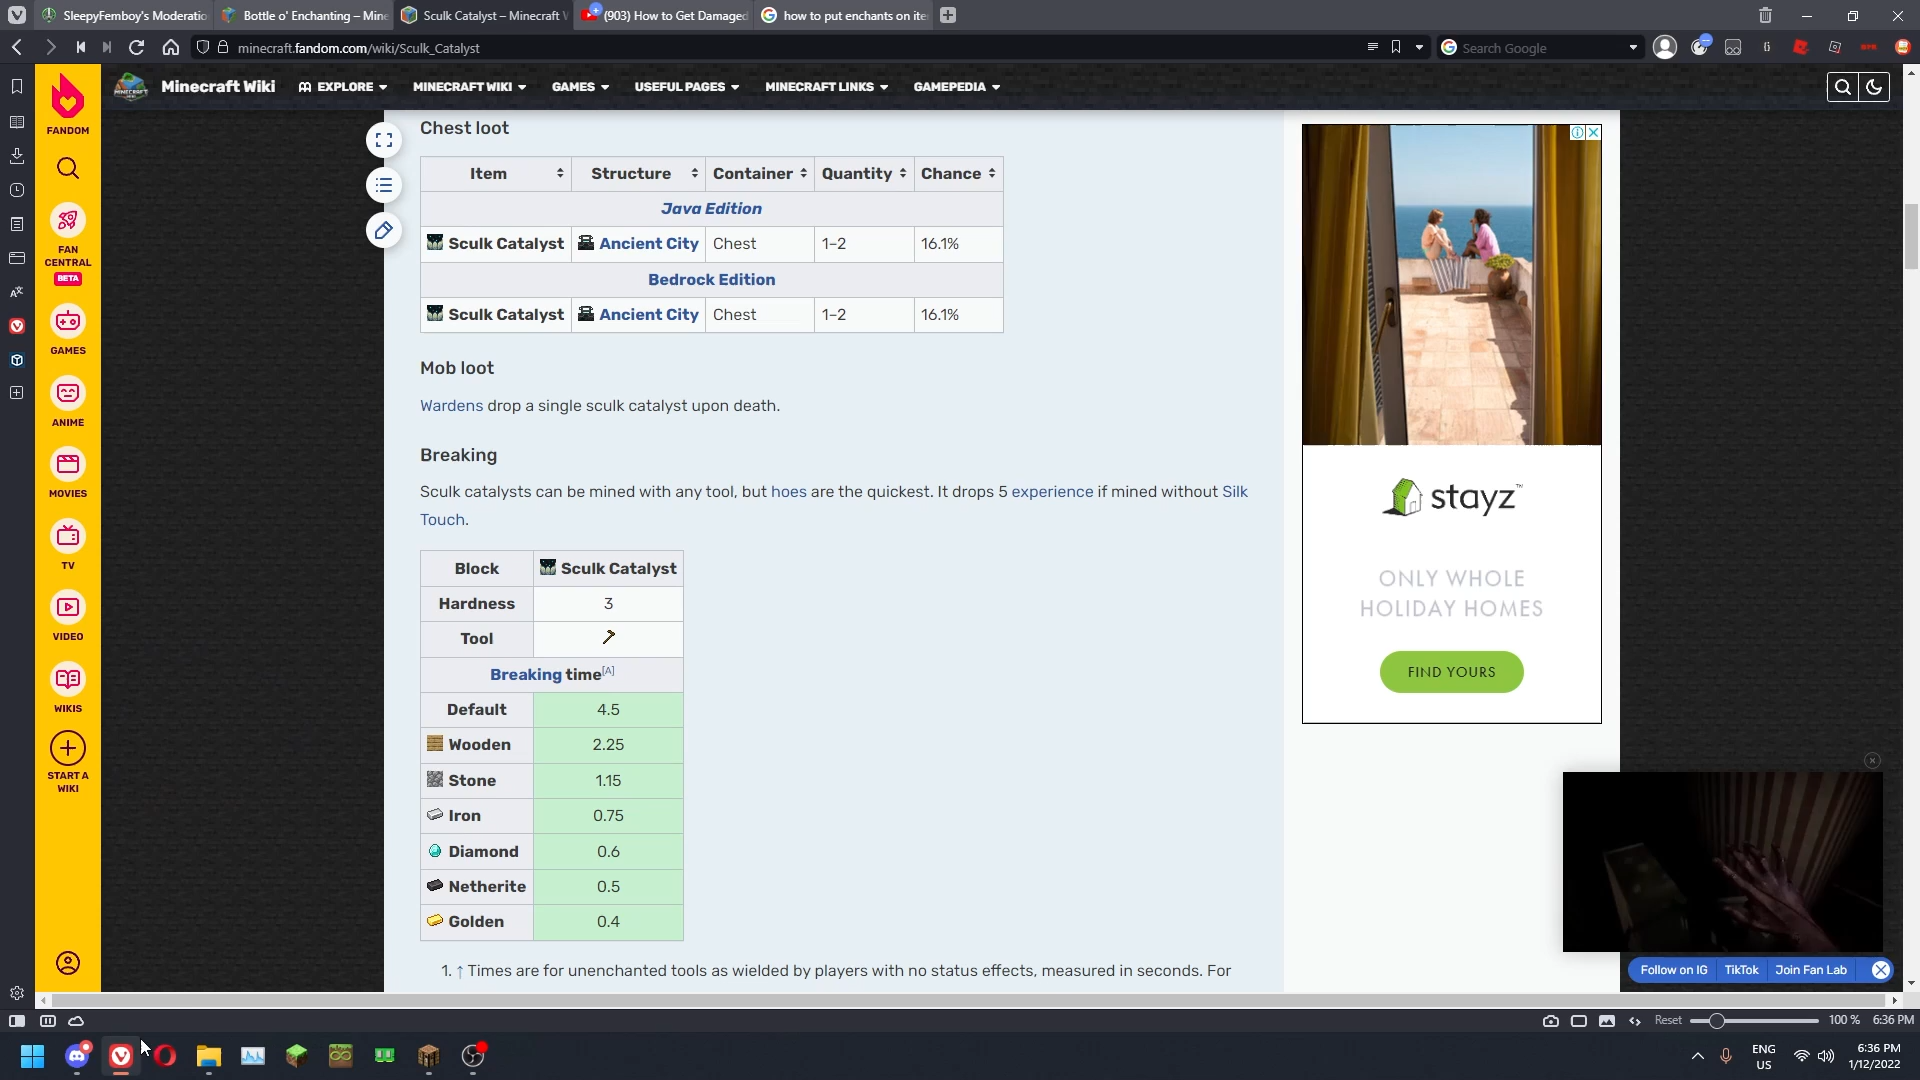 SleepyFemboy's Moderatio
Bottle o' Enchanting – Mine
Sculk Catalyst – Minecraft W
(903) How to Get Damaged
how to put enchants on ite
minecraft.fandom.com/wiki/Sculk_Catalyst
Search Google
FANDOM
FAN
CENTRAL
BETA
GAMES
ANIME
MOVIES
TV
VIDEO
WIKIS
START A
WIKI
Minecraft Wiki
EXPLORE
MINECRAFT WIKI
GAMES
USEFUL PAGES
MINECRAFT LINKS
GAMEPEDIA
Chest loot
Item Structure Container Quantity Chance
Java Edition
Sculk Catalyst Ancient City Chest 1–2 16.1%
Bedrock Edition
Sculk Catalyst Ancient City Chest 1–2 16.1%
Mob loot
Wardens drop a single sculk catalyst upon death.
Breaking
Sculk catalysts can be mined with any tool, but hoes are the quickest. It drops 5 experience if mined without Silk
Touch.
Block Sculk Catalyst
Hardness 3
Tool
Breaking time[A]
Default 4.5
Wooden 2.25
Stone 1.15
Iron 0.75
Diamond 0.6
Netherite 0.5
Golden 0.4
1. ↑ Times are for unenchanted tools as wielded by players with no status effects, measured in seconds. For
stayz™
ONLY WHOLE
HOLIDAY HOMES
FIND YOURS
Follow on IG TikTok Join Fan Lab
Reset 100 % 6:36 PM
ENG
US
6:36 PM
1/12/2022